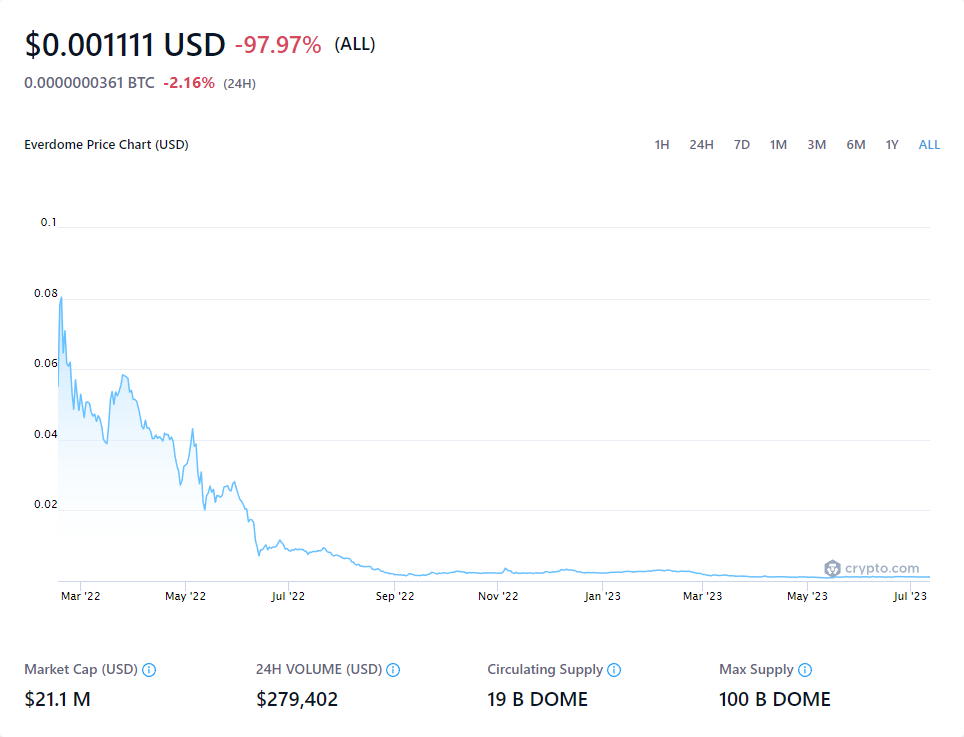 $0.001111 USD -97.97% (ALL)
0.0000000361 BTC -2.16% (24H)
Everdome Price Chart (USD) 1H 24H 7D 1M 3M 6M 1Y ALL
0.1
0.08
0.06
0.04
0.02
crypto.com
Mar '22 May '22 Jul '22 Sep '22 Nov '22 Jan '23 Mar '23 May '23 Jul '23
Market Cap (USD) 24H VOLUME (USD) Circulating Supply Max Supply
$21.1 M $279,402 19 B DOME 100 B DOME